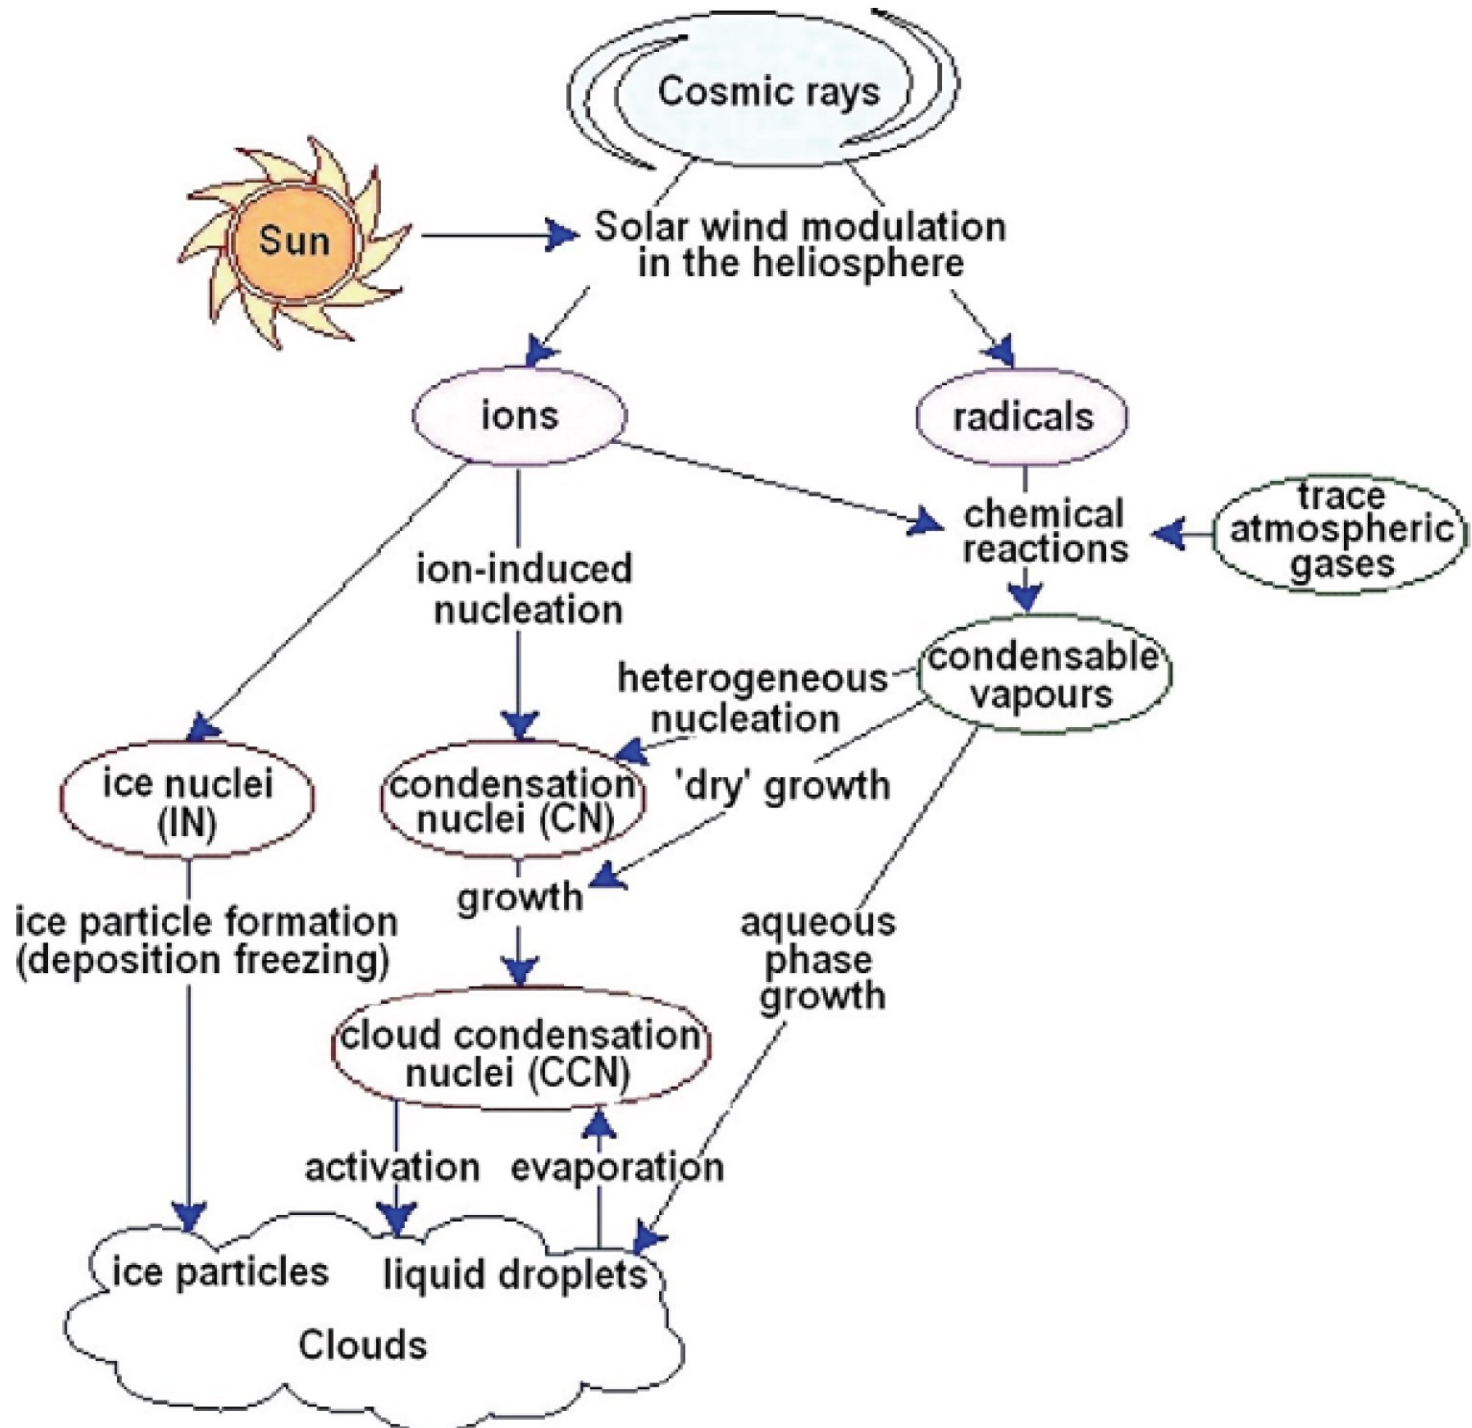 Cosmic rays
Sun
Solar wind modulation
in the heliosphere
ions
radicals
chemical
reactions
trace
atmospheric
gases
ion-induced
nucleation
condensable
vapours
heterogeneous
nucleation
ice nuclei
(IN)
condensation
nuclei (CN)
'dry' growth
growth
ice particle formation
(deposition freezing)
aqueous
phase
growth
cloud condensation
nuclei (CCN)
activation
evaporation
ice particles
liquid droplets
Clouds